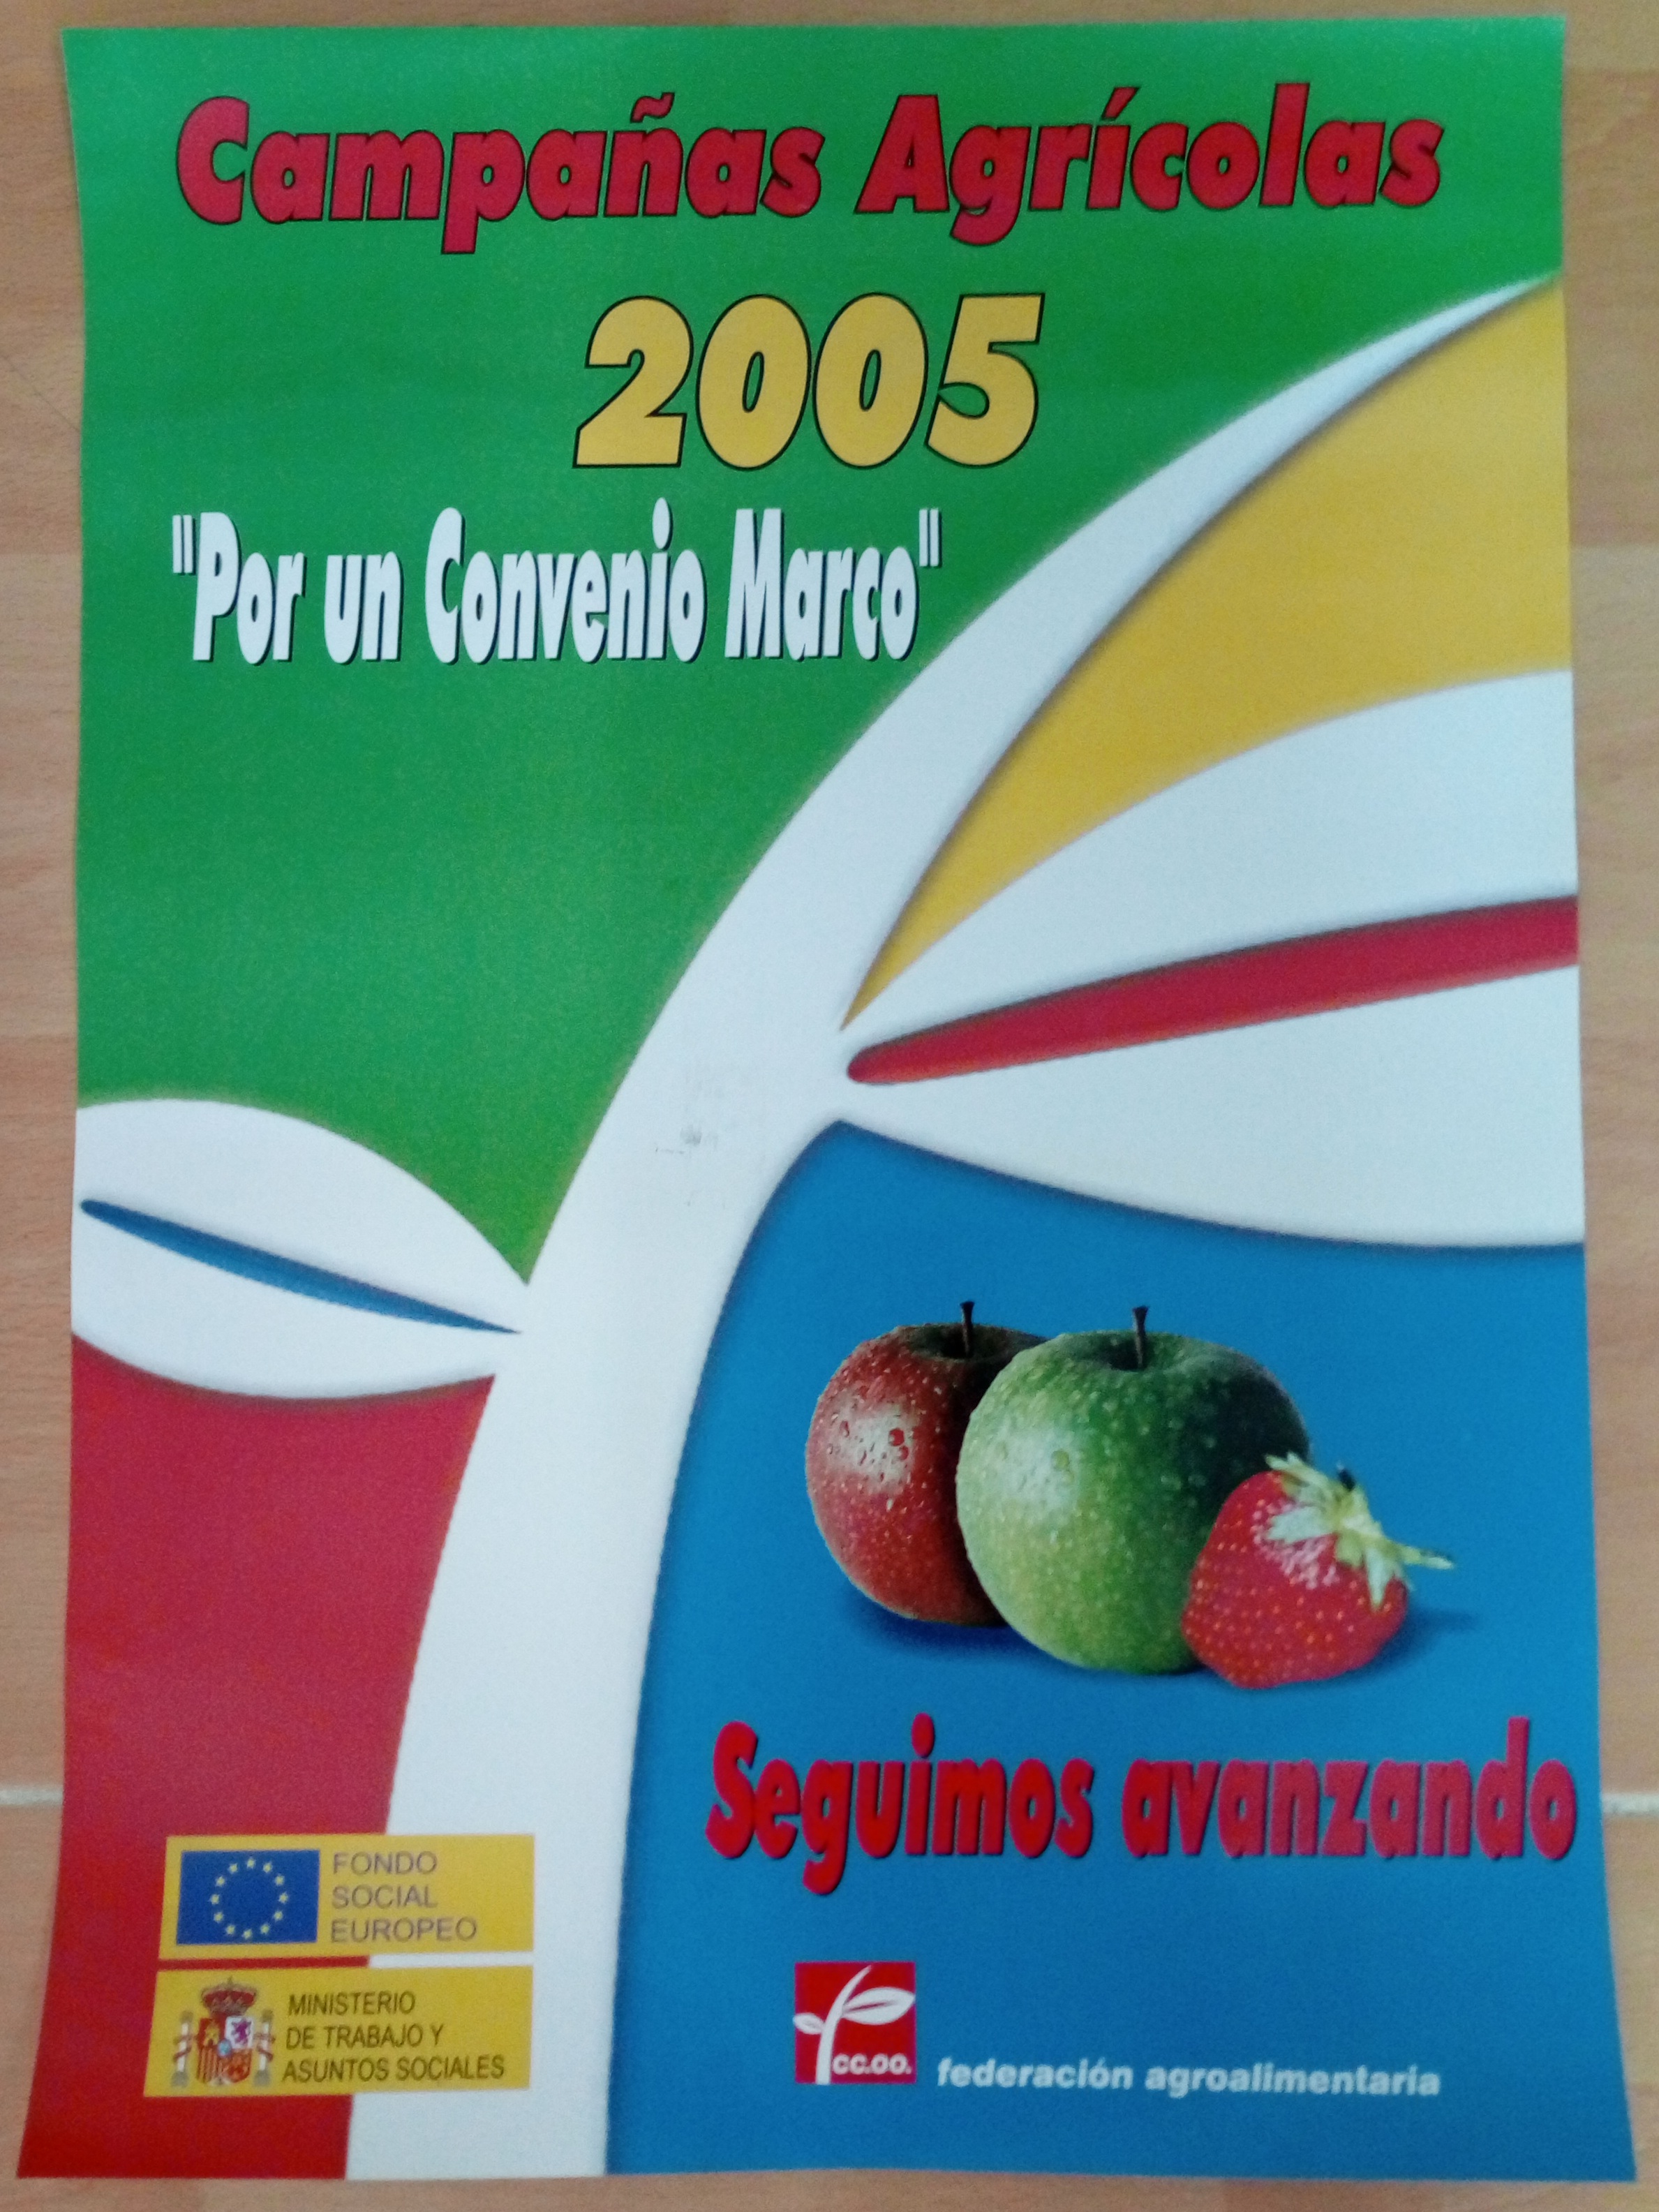 Campañas Agrícolas
2005
"Por un Convenio Marco"
Seguimos avanzando
FONDO
SOCIAL
EUROPEO
MINISTERIO
DE TRABAJO Y
ASUNTOS SOCIALES
CC.OO.
federación agroalimentaria